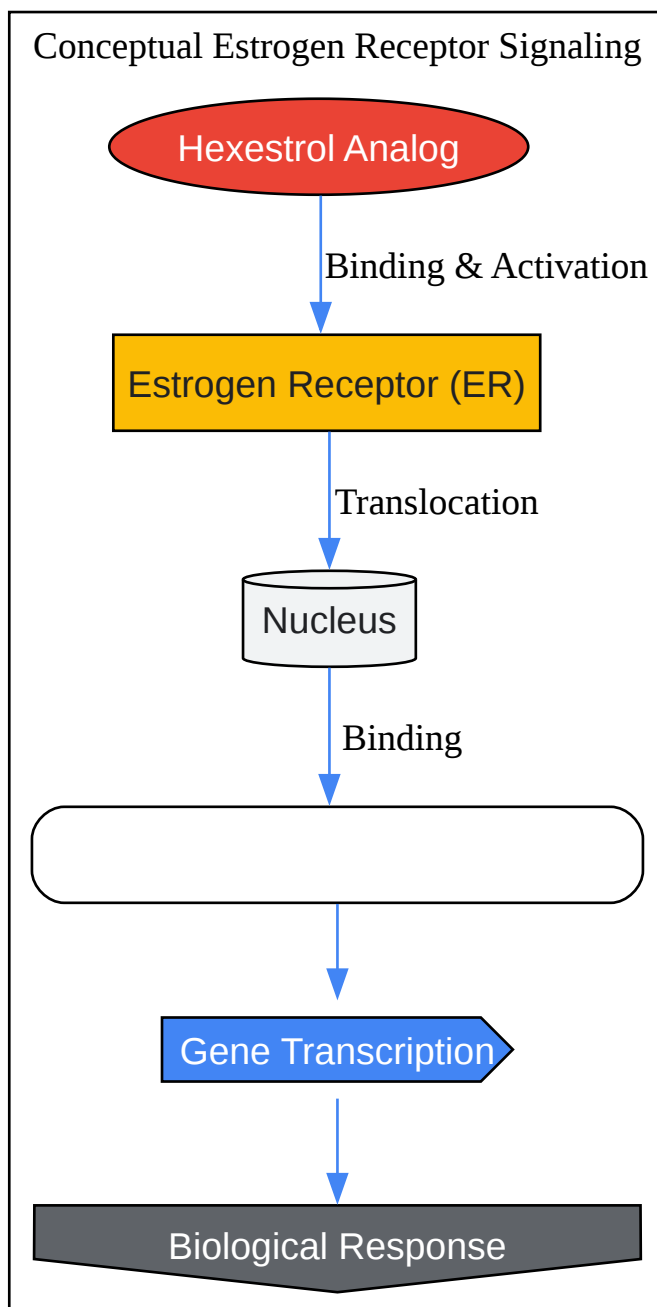 Conceptual Estrogen Receptor Signaling
Hexestrol Analog
Binding & Activation
Estrogen Receptor (ER)
Translocation
Nucleus
Binding
Gene Transcription
Biological Response